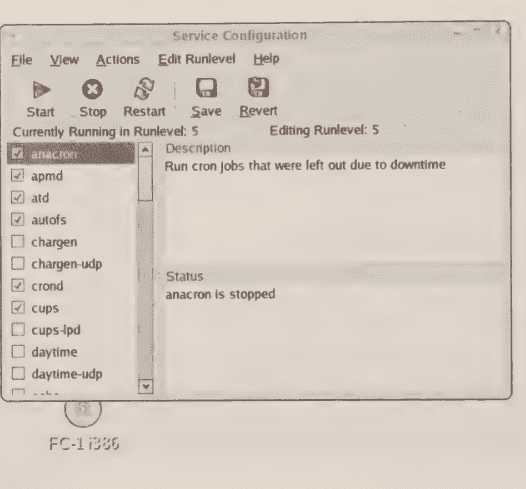 Service Configuration
File View Actions Edit Runlevel Help
Start Stop Restart Save Revert
Currently Running in Runlevel: 5 Editing Runlevel: 5
anacron
Description
Run cron jobs that were left out due to downtime
apmd
atd
autofs
chargen
chargen-udp
crond
cups
cups-lpd
daytime
daytime-udp
Status
anacron is stopped
FC-1 i386